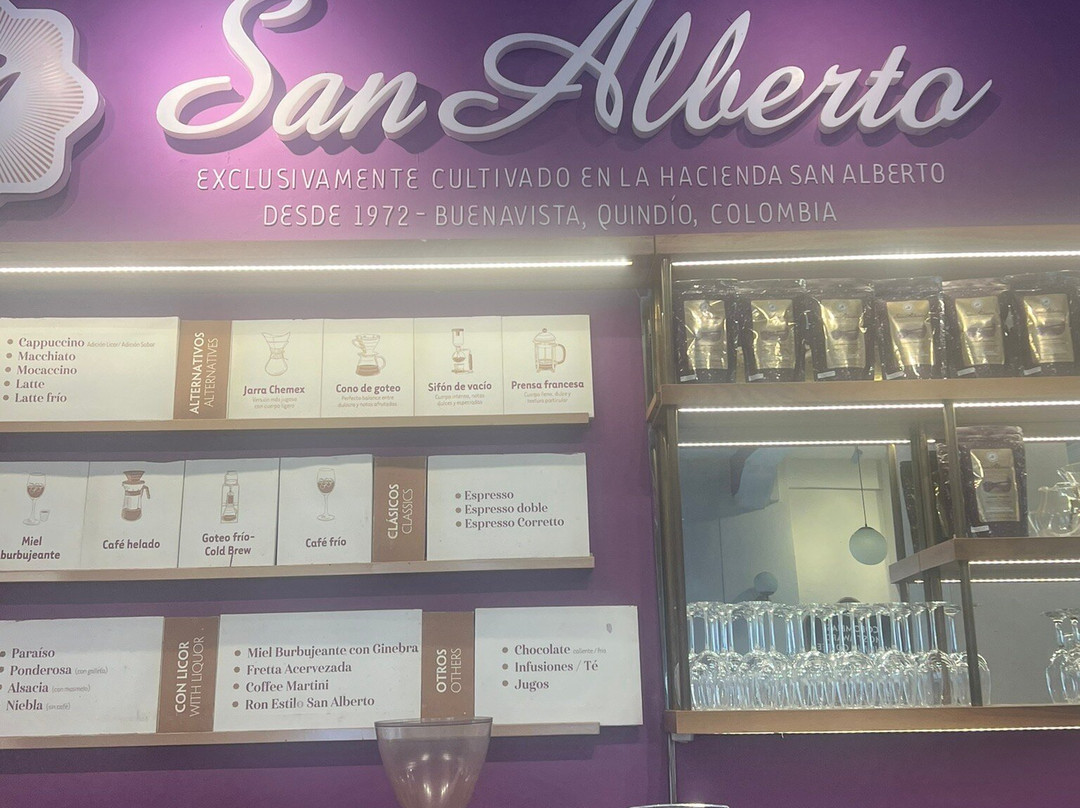 San Alberto
EXCLUSIVAMENTE CULTIVADO EN LA HACIENDA SAN ALBERTO
DESDE 1972 - BUENAVISTA, QUINDÍO, COLOMBIA
• Cappuccino
• Macchiato
• Mocaccino
• Latte
• Latte frío
ALTERNATIVOS
ALTERNATIVES
Jarra Chemex
Cono de goteo
Sifón de vacío
Prensa francesa
Miel
burbujeante
Café helado
Goteo frío-
Cold Brew
Café frío
CLÁSICOS
CLASSICS
• Espresso
• Espresso doble
• Espresso Corretto
• Paraíso
• Ponderosa
• Alsacia
Niebla
CON LICOR
WITH LIQUOR
• Miel Burbujeante con Ginebra
• Fretta Acervezada
• Coffee Martini
• Ron Estilo San Alberto
OTROS
OTHERS
• Chocolate
• Infusiones / Té
• Jugos